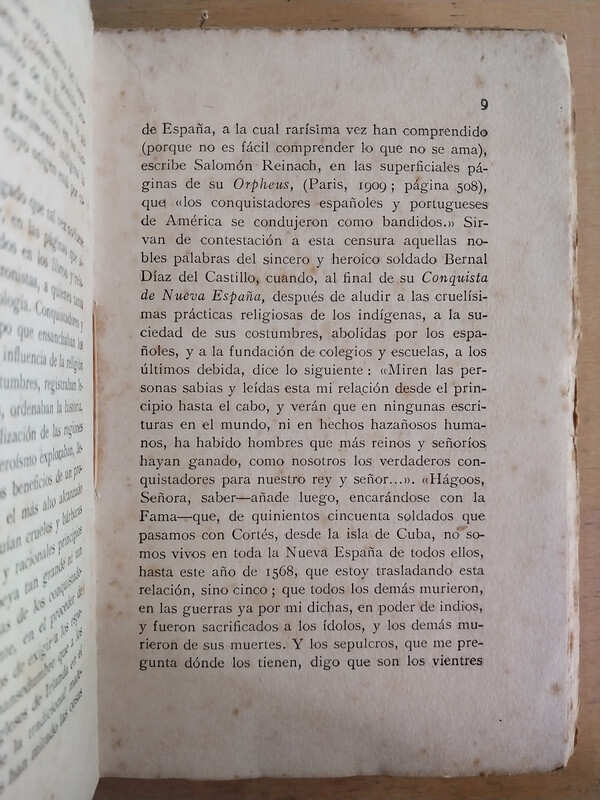 9
de España, a la cual rarísima vez han comprendido
(porque no es fácil comprender lo que no se ama),
escribe Salomón Reinach, en las superficiales pá-
ginas de su Orpheus, (Paris, 1909 ; página 508),
que «los conquistadores españoles y portugueses
de América se condujeron como bandidos.» Sir-
van de contestación a esta censura aquellas no-
bles palabras del sincero y heroico soldado Bernal
Díaz del Castillo, cuando, al final de su Conquista
de Nueva España, después de aludir a las cruelísi-
mas prácticas religiosas de los indígenas, a la su-
ciedad de sus costumbres, abolidas por los espa-
ñoles, y a la fundación de colegios y escuelas, a los
últimos debida, dice lo siguiente : «Miren las per-
sonas sabias y leídas esta mi relación desde el prin-
cipio hasta el cabo, y verán que en ningunas escri-
turas en el mundo, ni en hechos hazañosos huma-
nos, ha habido hombres que más reinos y señoríos
hayan ganado, como nosotros los verdaderos con-
quistadores para nuestro rey y señor...». «Hágoos,
Señora, saber—añade luego, encarándose con la
Fama—que, de quinientos cincuenta soldados que
pasamos con Cortés, desde la isla de Cuba, no so-
mos vivos en toda la Nueva España de todos ellos,
hasta este año de 1568, que estoy trasladando esta
relación, sino cinco ; que todos los demás murieron,
en las guerras ya por mi dichas, en poder de indios,
y fueron sacrificados a los ídolos, y los demás mu-
rieron de sus muertes. Y los sepulcros, que me pre-
gunta dónde los tienen, digo que son los vientres